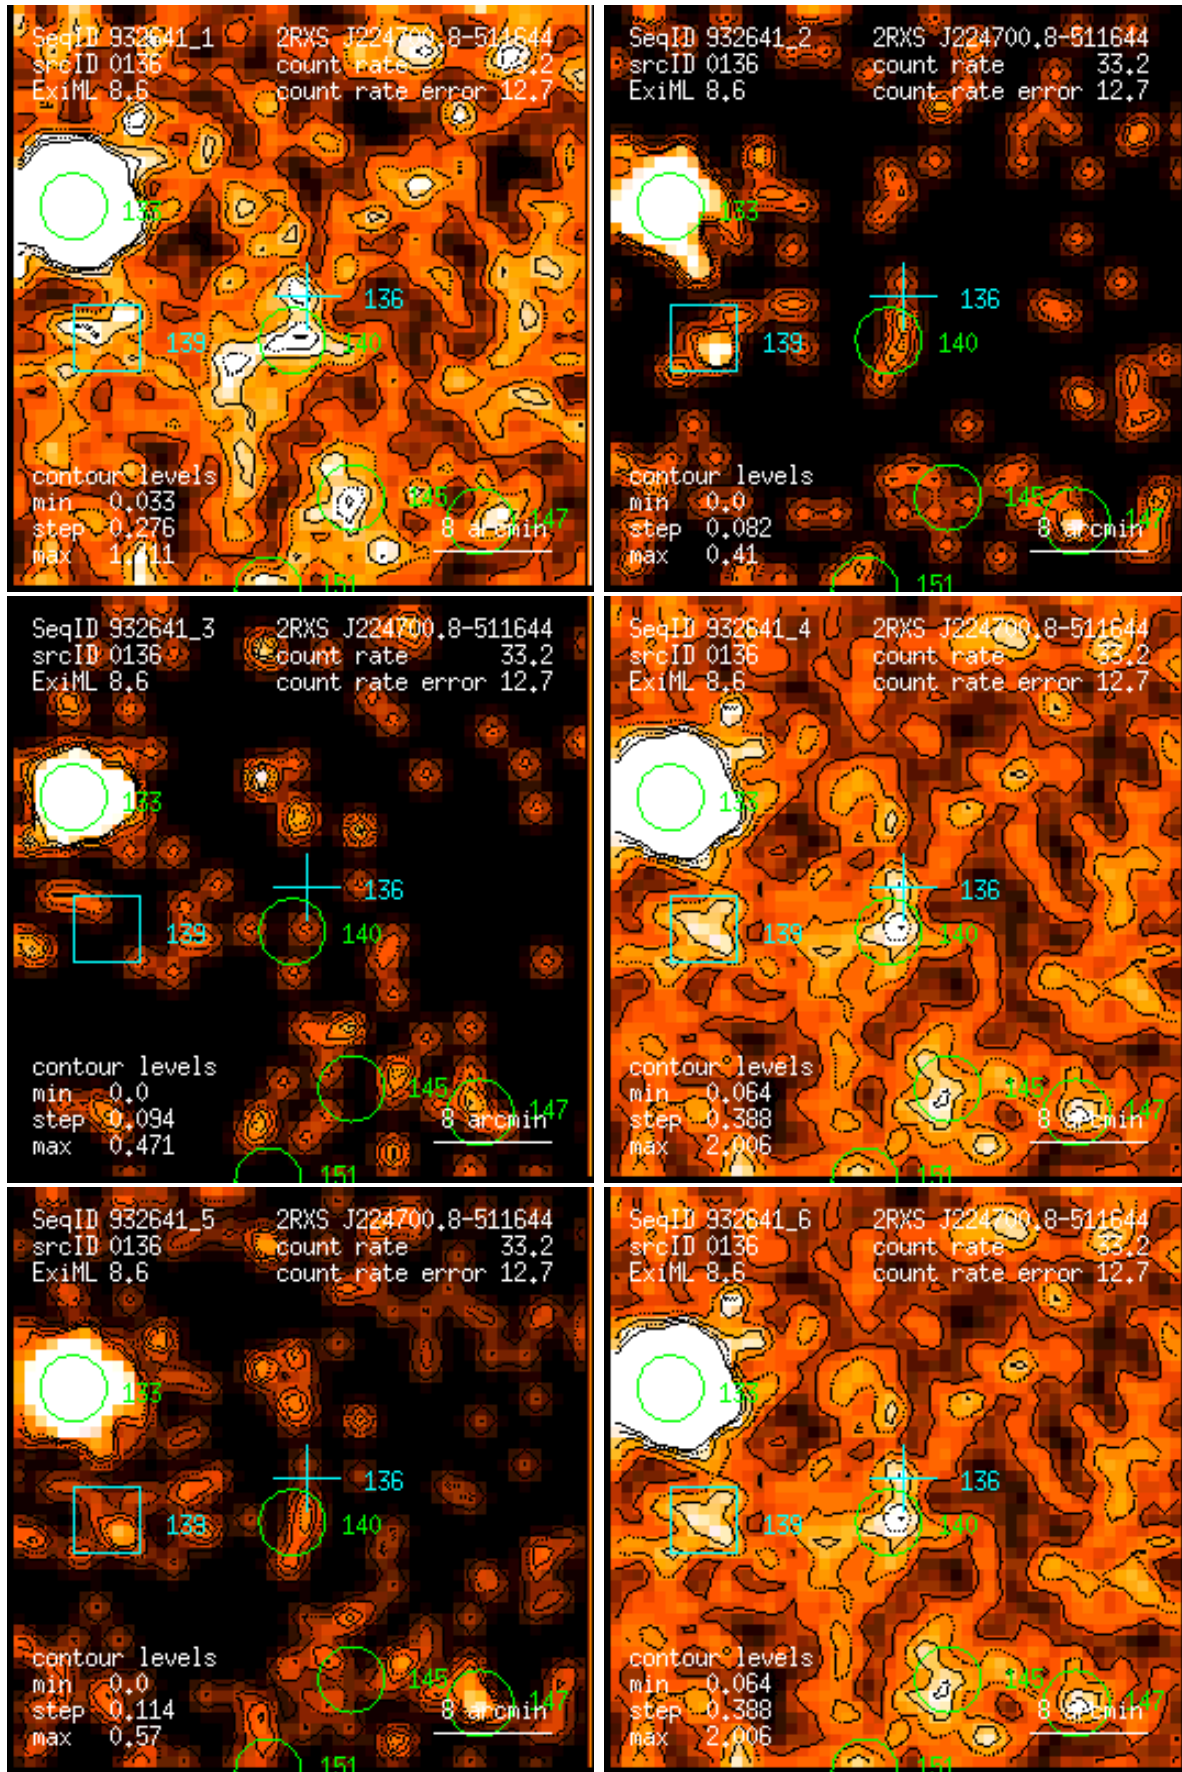 SeqID 932641_1 2RXS J224700.8-511644
srcID 0136 count rate .2
ExiML 8.6 count rate error 12.7
133
136
139 140
contour levels
min 0.033
145 147
step 0.276 8 arcmin
max
151
SeqID 932641_2 2RXS J224700.8-511644
srcID 0136 count rate 33.2
ExiML 8.6 count rate error 12.7
133
136
139 140
contour levels
min 0.0
145 147
step 0.082 8 arcmin
max 0.41
151
SeqID 932641_3 2RXS J224700.8-511644
srcID 0136 count rate 33.2
ExiML 8.6 count rate error 12.7
133
136
139 140
contour levels
min 0.0
145 147
step 0.094 8 arcmin
max 0.471
151
SeqID 932641_4 2RXS J224700.8-511644
srcID 0136 count rate 33.2
ExiML 8.6 count rate error 12.7
133
136
139 140
contour levels
min 0.064
145 147
step 0.388 8 arcmin
max 2.006
151
SeqID 932641_5 2RXS J224700.8-511644
srcID 0136 count rate 33.2
ExiML 8.6 count rate error 12.7
133
136
139 140
contour levels
min 0.0
145 147
step 0.114 8 arcmin
max 0.57
151
SeqID 932641_6 2RXS J224700.8-511644
srcID 0136 count rate 33.2
ExiML 8.6 count rate error 12.7
133
136
139 140
contour levels
min 0.064
145 147
step 0.388 8 arcmin
max 2.006
151